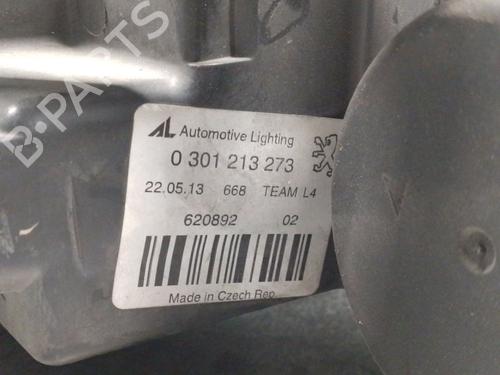 B-PARTS
AL Automotive Lighting
0 301 213 273
22.05.13 668 TEAM L4
620892 02
Made in Czech Rep.